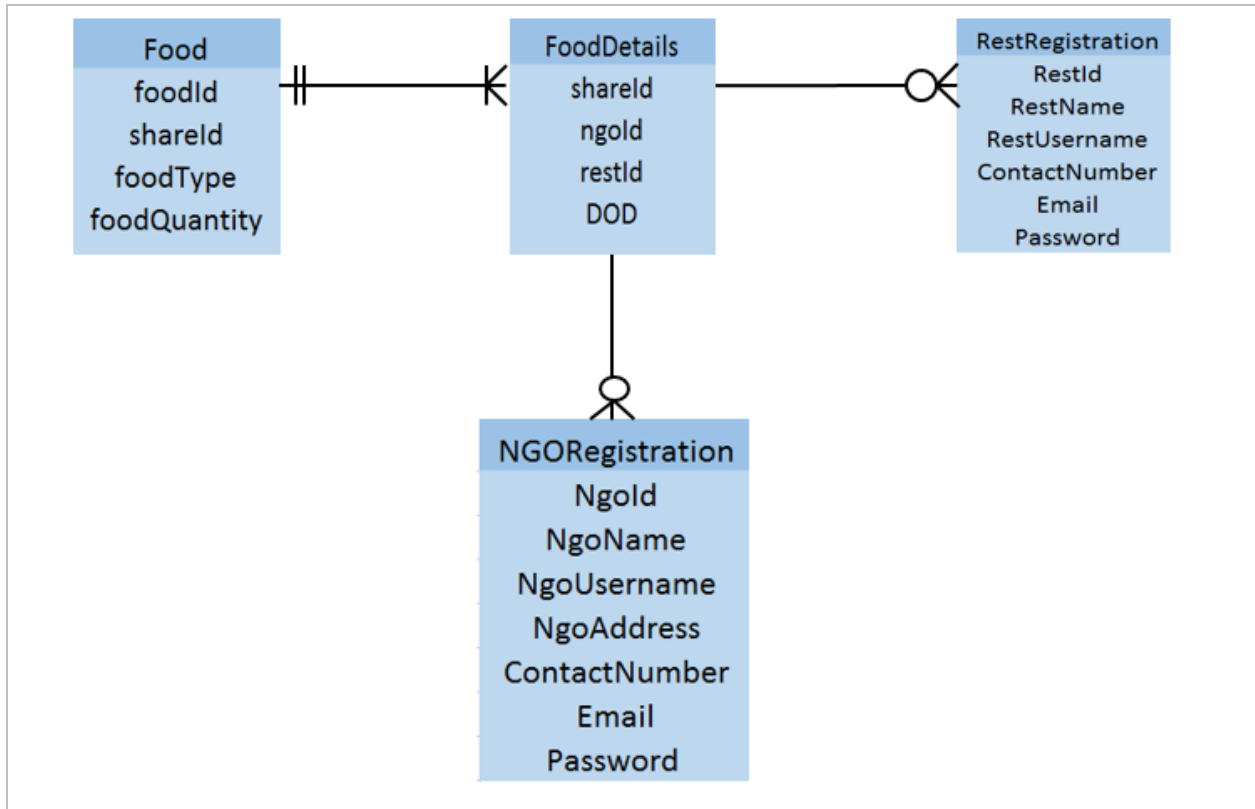 Food
foodId
shareId
foodType
foodQuantity
FoodDetails
shareId
ngoId
restId
DOD
RestRegistration
RestId
RestName
RestUsername
ContactNumber
Email
Password
NGORegistration
NgoId
NgoName
NgoUsername
NgoAddress
ContactNumber
Email
Password